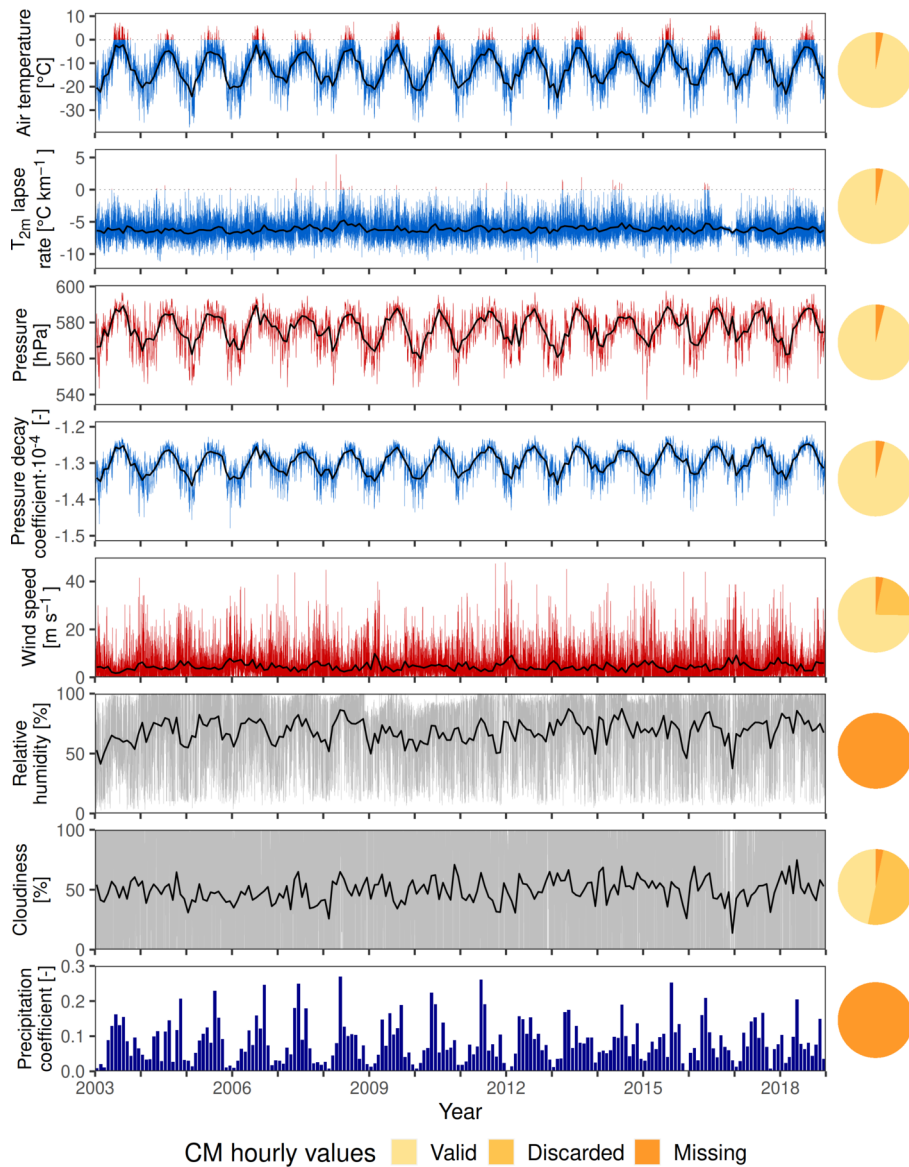 Air temperature
[°C]
10
0
-10
-20
-30
T2m lapse
rate [°C km−1]
5
0
-5
-10
Pressure
[hPa]
600
580
560
540
Pressure decay
coefficient·10-4 [-]
-1.2
-1.3
-1.4
-1.5
Wind speed
[m s−1]
40
20
0
Relative
humidity [%]
100
50
0
Cloudiness
[%]
100
50
0
Precipitation
coefficient [-]
0.3
0.2
0.1
0.0
2003 2006 2009 2012 2015 2018
Year
CM hourly values Valid Discarded Missing